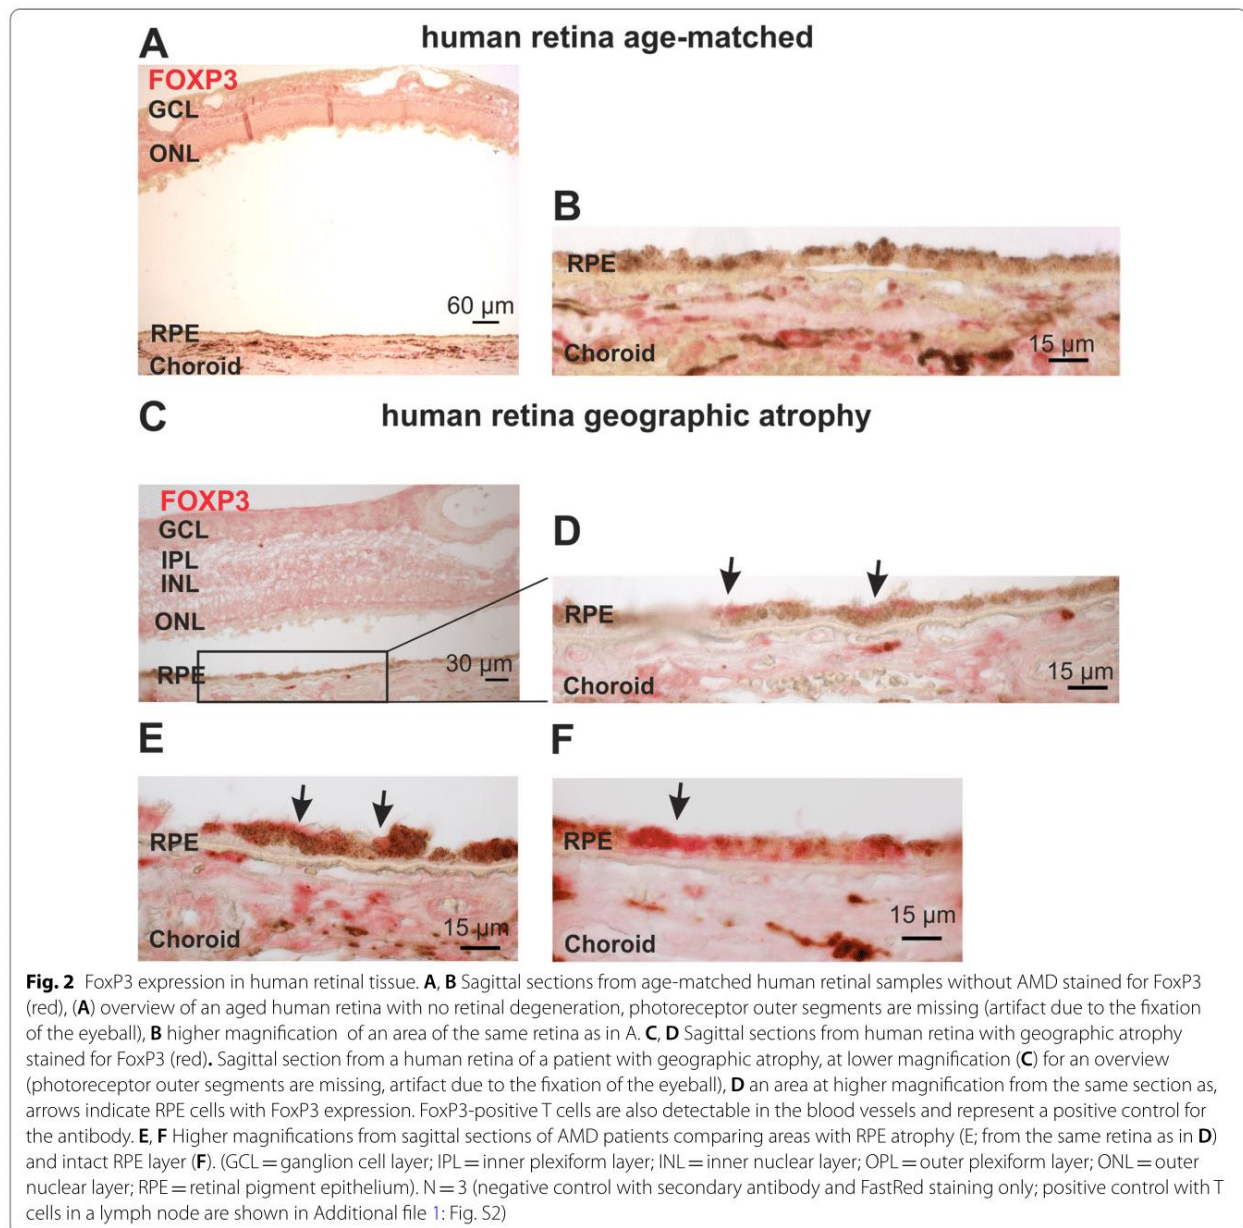 A
human retina age-matched
FOXP3
GCL
ONL
60 µm
RPE
Choroid
B
RPE
Choroid
15 µm
C
human retina geographic atrophy
FOXP3
GCL
IPL
INL
ONL
RPE
30 µm
D
RPE
Choroid
15 µm
E
RPE
Choroid
15 µm
F
RPE
Choroid
15 µm
Fig. 2 FoxP3 expression in human retinal tissue. A, B Sagittal sections from age-matched human retinal samples without AMD stained for FoxP3
(red), (A) overview of an aged human retina with no retinal degeneration, photoreceptor outer segments are missing (artifact due to the fixation
of the eyeball), B higher magnification of an area of the same retina as in A. C, D Sagittal sections from human retina with geographic atrophy
stained for FoxP3 (red). Sagittal section from a human retina of a patient with geographic atrophy, at lower magnification (C) for an overview
(photoreceptor outer segments are missing, artifact due to the fixation of the eyeball), D an area at higher magnification from the same section as,
arrows indicate RPE cells with FoxP3 expression. FoxP3-positive T cells are also detectable in the blood vessels and represent a positive control for
the antibody. E, F Higher magnifications from sagittal sections of AMD patients comparing areas with RPE atrophy (E; from the same retina as in D)
and intact RPE layer (F). (GCL = ganglion cell layer; IPL = inner plexiform layer; INL = inner nuclear layer; OPL = outer plexiform layer; ONL = outer
nuclear layer; RPE = retinal pigment epithelium). N = 3 (negative control with secondary antibody and FastRed staining only; positive control with T
cells in a lymph node are shown in Additional file 1: Fig. S2)